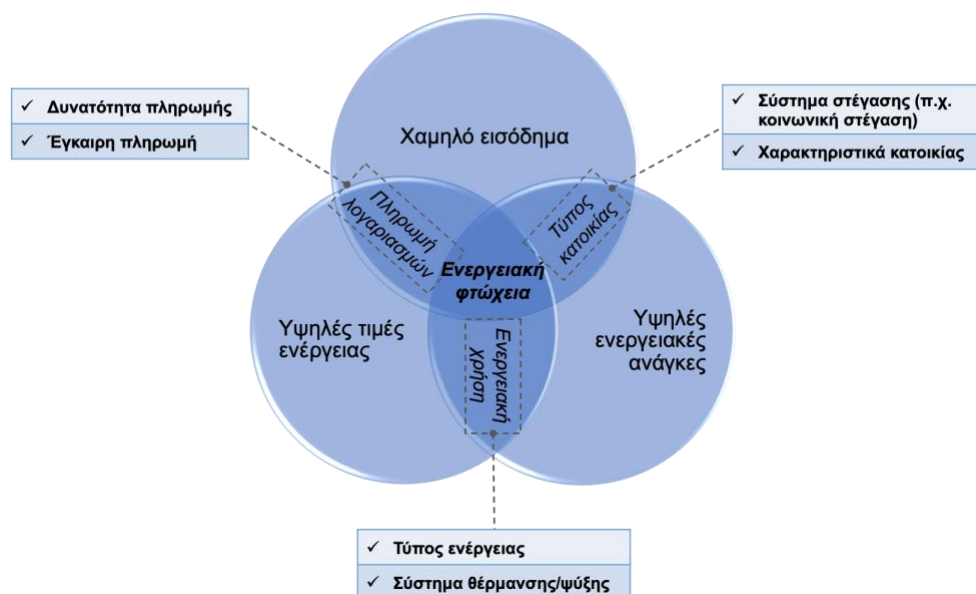 ✓ Δυνατότητα πληρωμής
✓ Έγκαιρη πληρωμή
Χαμηλό εισόδημα
✓ Σύστημα στέγασης (π.χ.
κοινωνική στέγαση)
✓ Χαρακτηριστικά κατοικίας
Πληρωμή
λογαριασμών
Τύπος
κατοικίας
Ενεργειακή
φτώχεια
Υψηλές τιμές
ενέργειας
Ενεργειακή
χρήση
Υψηλές
ενεργειακές
ανάγκες
✓ Τύπος ενέργειας
✓ Σύστημα θέρμανσης/ψύξης